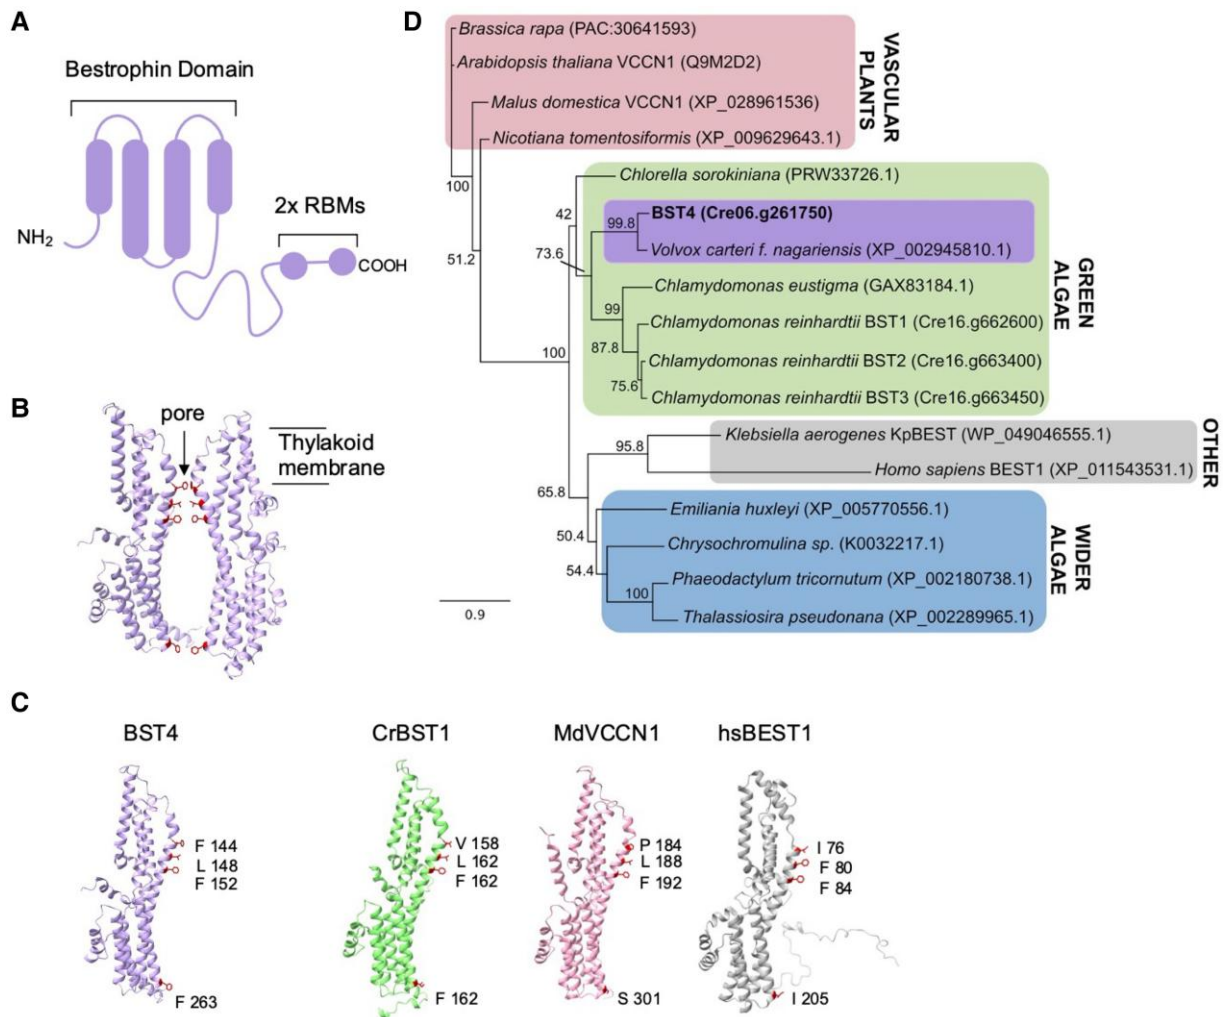 A
Bestrophin Domain
2x RBMs
NH2
COOH
B
pore
Thylakoid
membrane
D
Brassica rapa (PAC:30641593)
Arabidopsis thaliana VCCN1 (Q9M2D2)
Malus domestica VCCN1 (XP_028961536)
Nicotiana tomentosiformis (XP_009629643.1)
VASCULAR
PLANTS
100
51.2
Chlorella sorokiniana (PRW33726.1)
42
99.8
BST4 (Cre06.g261750)
73.6
Volvox carteri f. nagariensis (XP_002945810.1)
Chlamydomonas eustigma (GAX83184.1)
99
Chlamydomonas reinhardtii BST1 (Cre16.g662600)
87.8
100
Chlamydomonas reinhardtii BST2 (Cre16.g663400)
75.6
Chlamydomonas reinhardtii BST3 (Cre16.g663450)
GREEN
ALGAE
Klebsiella aerogenes KpBEST (WP_049046555.1)
95.8
Homo sapiens BEST1 (XP_011543531.1)
OTHER
65.8
Emiliania huxleyi (XP_005770556.1)
50.4
Chrysochromulina sp. (K0032217.1)
54.4
Phaeodactylum tricornutum (XP_002180738.1)
100
Thalassiosira pseudonana (XP_002289965.1)
WIDER
ALGAE
0.9
C
BST4
F 144
L 148
F 152
F 263
CrBST1
V 158
L 162
F 162
F 162
MdVCCN1
P 184
L 188
F 192
S 301
hsBEST1
I 76
F 80
F 84
I 205